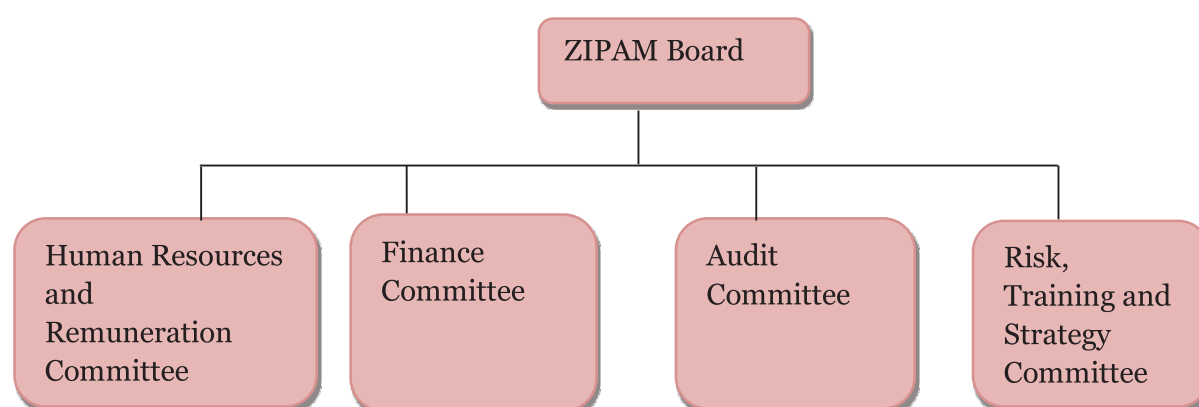 ZIPAM Board
Human Resources
and
Remuneration
Committee
Finance
Committee
Audit
Committee
Risk,
Training and
Strategy
Committee